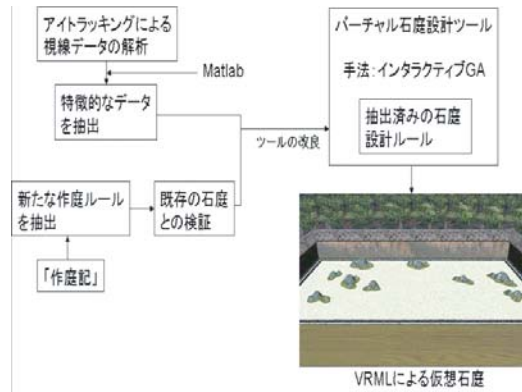 アイトラッキングによる
視線データの解析
Matlab
特徴的なデータ
を抽出
新たな作庭ルール
を抽出
「作庭記」
既存の石庭
との検証
ツールの改良
バーチャル石庭設計ツール
手法：インタラクティブGA
抽出済みの石庭
設計ルール
VRMLによる仮想石庭